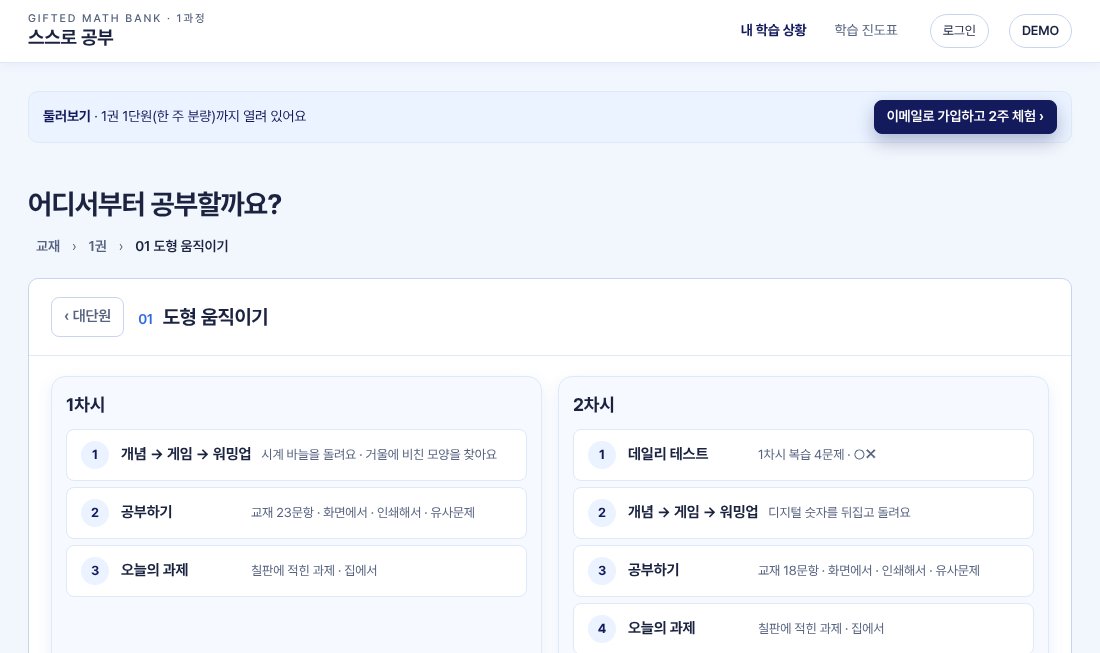 GIFTED MATH BANK · 1과정
스스로 공부
내 학습 상황
학습 진도표
로그인
DEMO
둘러보기 · 1권 1단원(한 주 분량)까지 열려 있어요
이메일로 가입하고 2주 체험 ›
어디서부터 공부할까요?
교재 › 1권 › 01 도형 움직이기
‹ 대단원
01 도형 움직이기
1차시
1 개념 → 게임 → 워밍업 시계 바늘을 돌려요 · 거울에 비친 모양을 찾아요
2 공부하기 교재 23문항 · 화면에서 · 인쇄해서 · 유사문제
3 오늘의 과제 칠판에 적힌 과제 · 집에서
2차시
1 데일리 테스트 1차시 복습 4문제 · ○✕
2 개념 → 게임 → 워밍업 디지털 숫자를 뒤집고 돌려요
3 공부하기 교재 18문항 · 화면에서 · 인쇄해서 · 유사문제
4 오늘의 과제 칠판에 적힌 과제 · 집에서